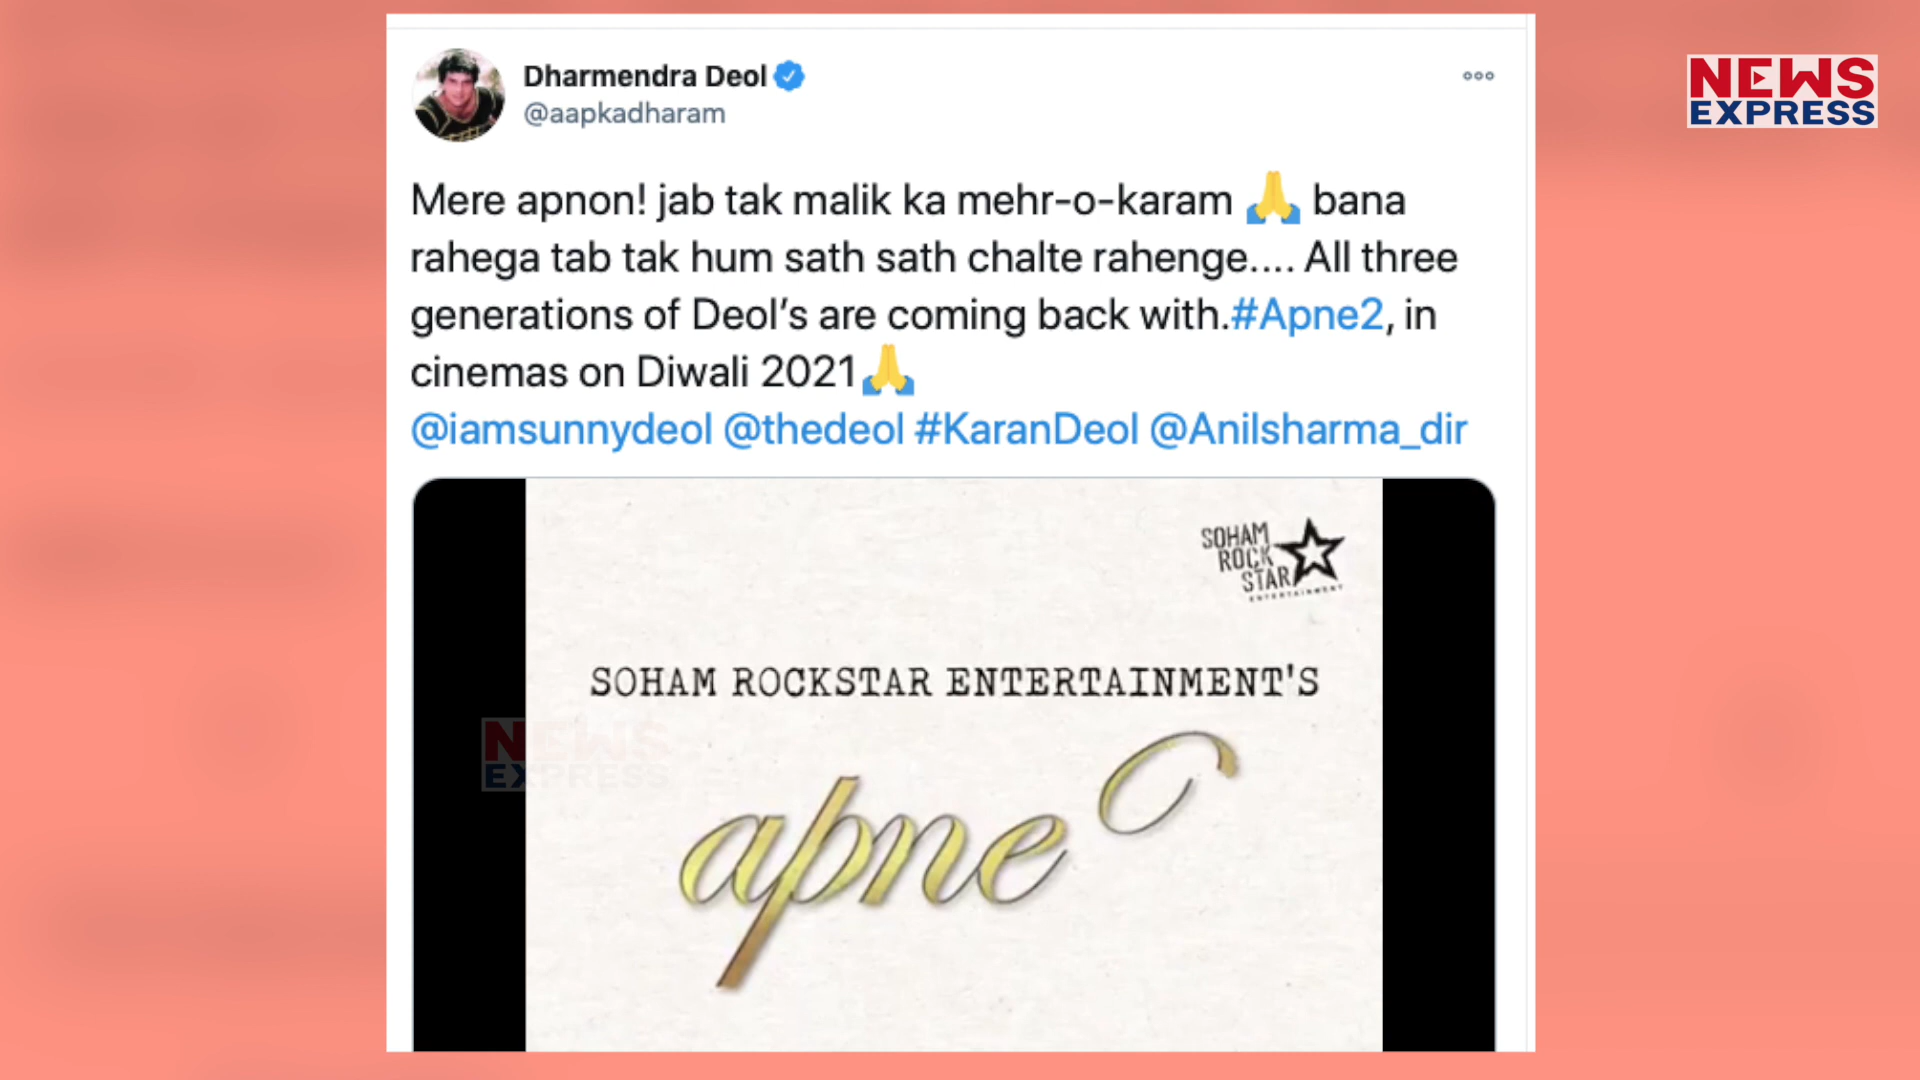 Dharmendra Deol
@aapkadharam
NEWS
EXPRESS
Mere apnon! jab tak malik ka mehr-o-karam 🙏 bana
rahega tab tak hum sath sath chalte rahenge.... All three
generations of Deol's are coming back with.#Apne2, in
cinemas on Diwali 2021🙏
@iamsunnydeol @thedeol #KaranDeol @Anilsharma_dir
SOHAM
ROCK
STAR
ENTERTAINMENT
SOHAM ROCKSTAR ENTERTAINMENT'S
NEWS
EXPRESS
apne